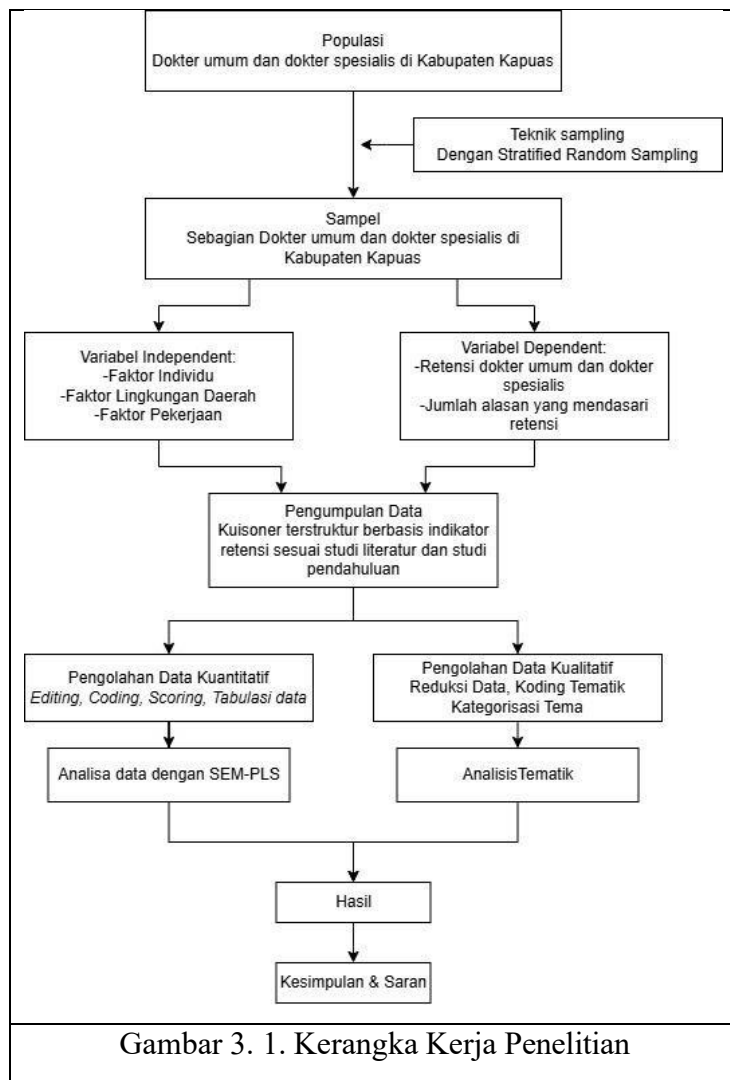 Populasi
Dokter umum dan dokter spesialis di Kabupaten Kapuas
Teknik sampling
Dengan Stratified Random Sampling
Sampel
Sebagian Dokter umum dan dokter spesialis di
Kabupaten Kapuas
Variabel Independent:
-Faktor Individu
-Faktor Lingkungan Daerah
-Faktor Pekerjaan
Variabel Dependent:
-Retensi dokter umum dan dokter
spesialis
-Jumlah alasan yang mendasari
retensi
Pengumpulan Data
Kuisoner terstruktur berbasis indikator
retensi sesuai studi literatur dan studi
pendahuluan
Pengolahan Data Kuantitatif
Editing, Coding, Scoring, Tabulasi data
Pengolahan Data Kualitatif
Reduksi Data, Koding Tematik
Kategorisasi Tema
Analisa data dengan SEM-PLS
AnalisisTematik
Hasil
Kesimpulan & Saran
Gambar 3. 1. Kerangka Kerja Penelitian